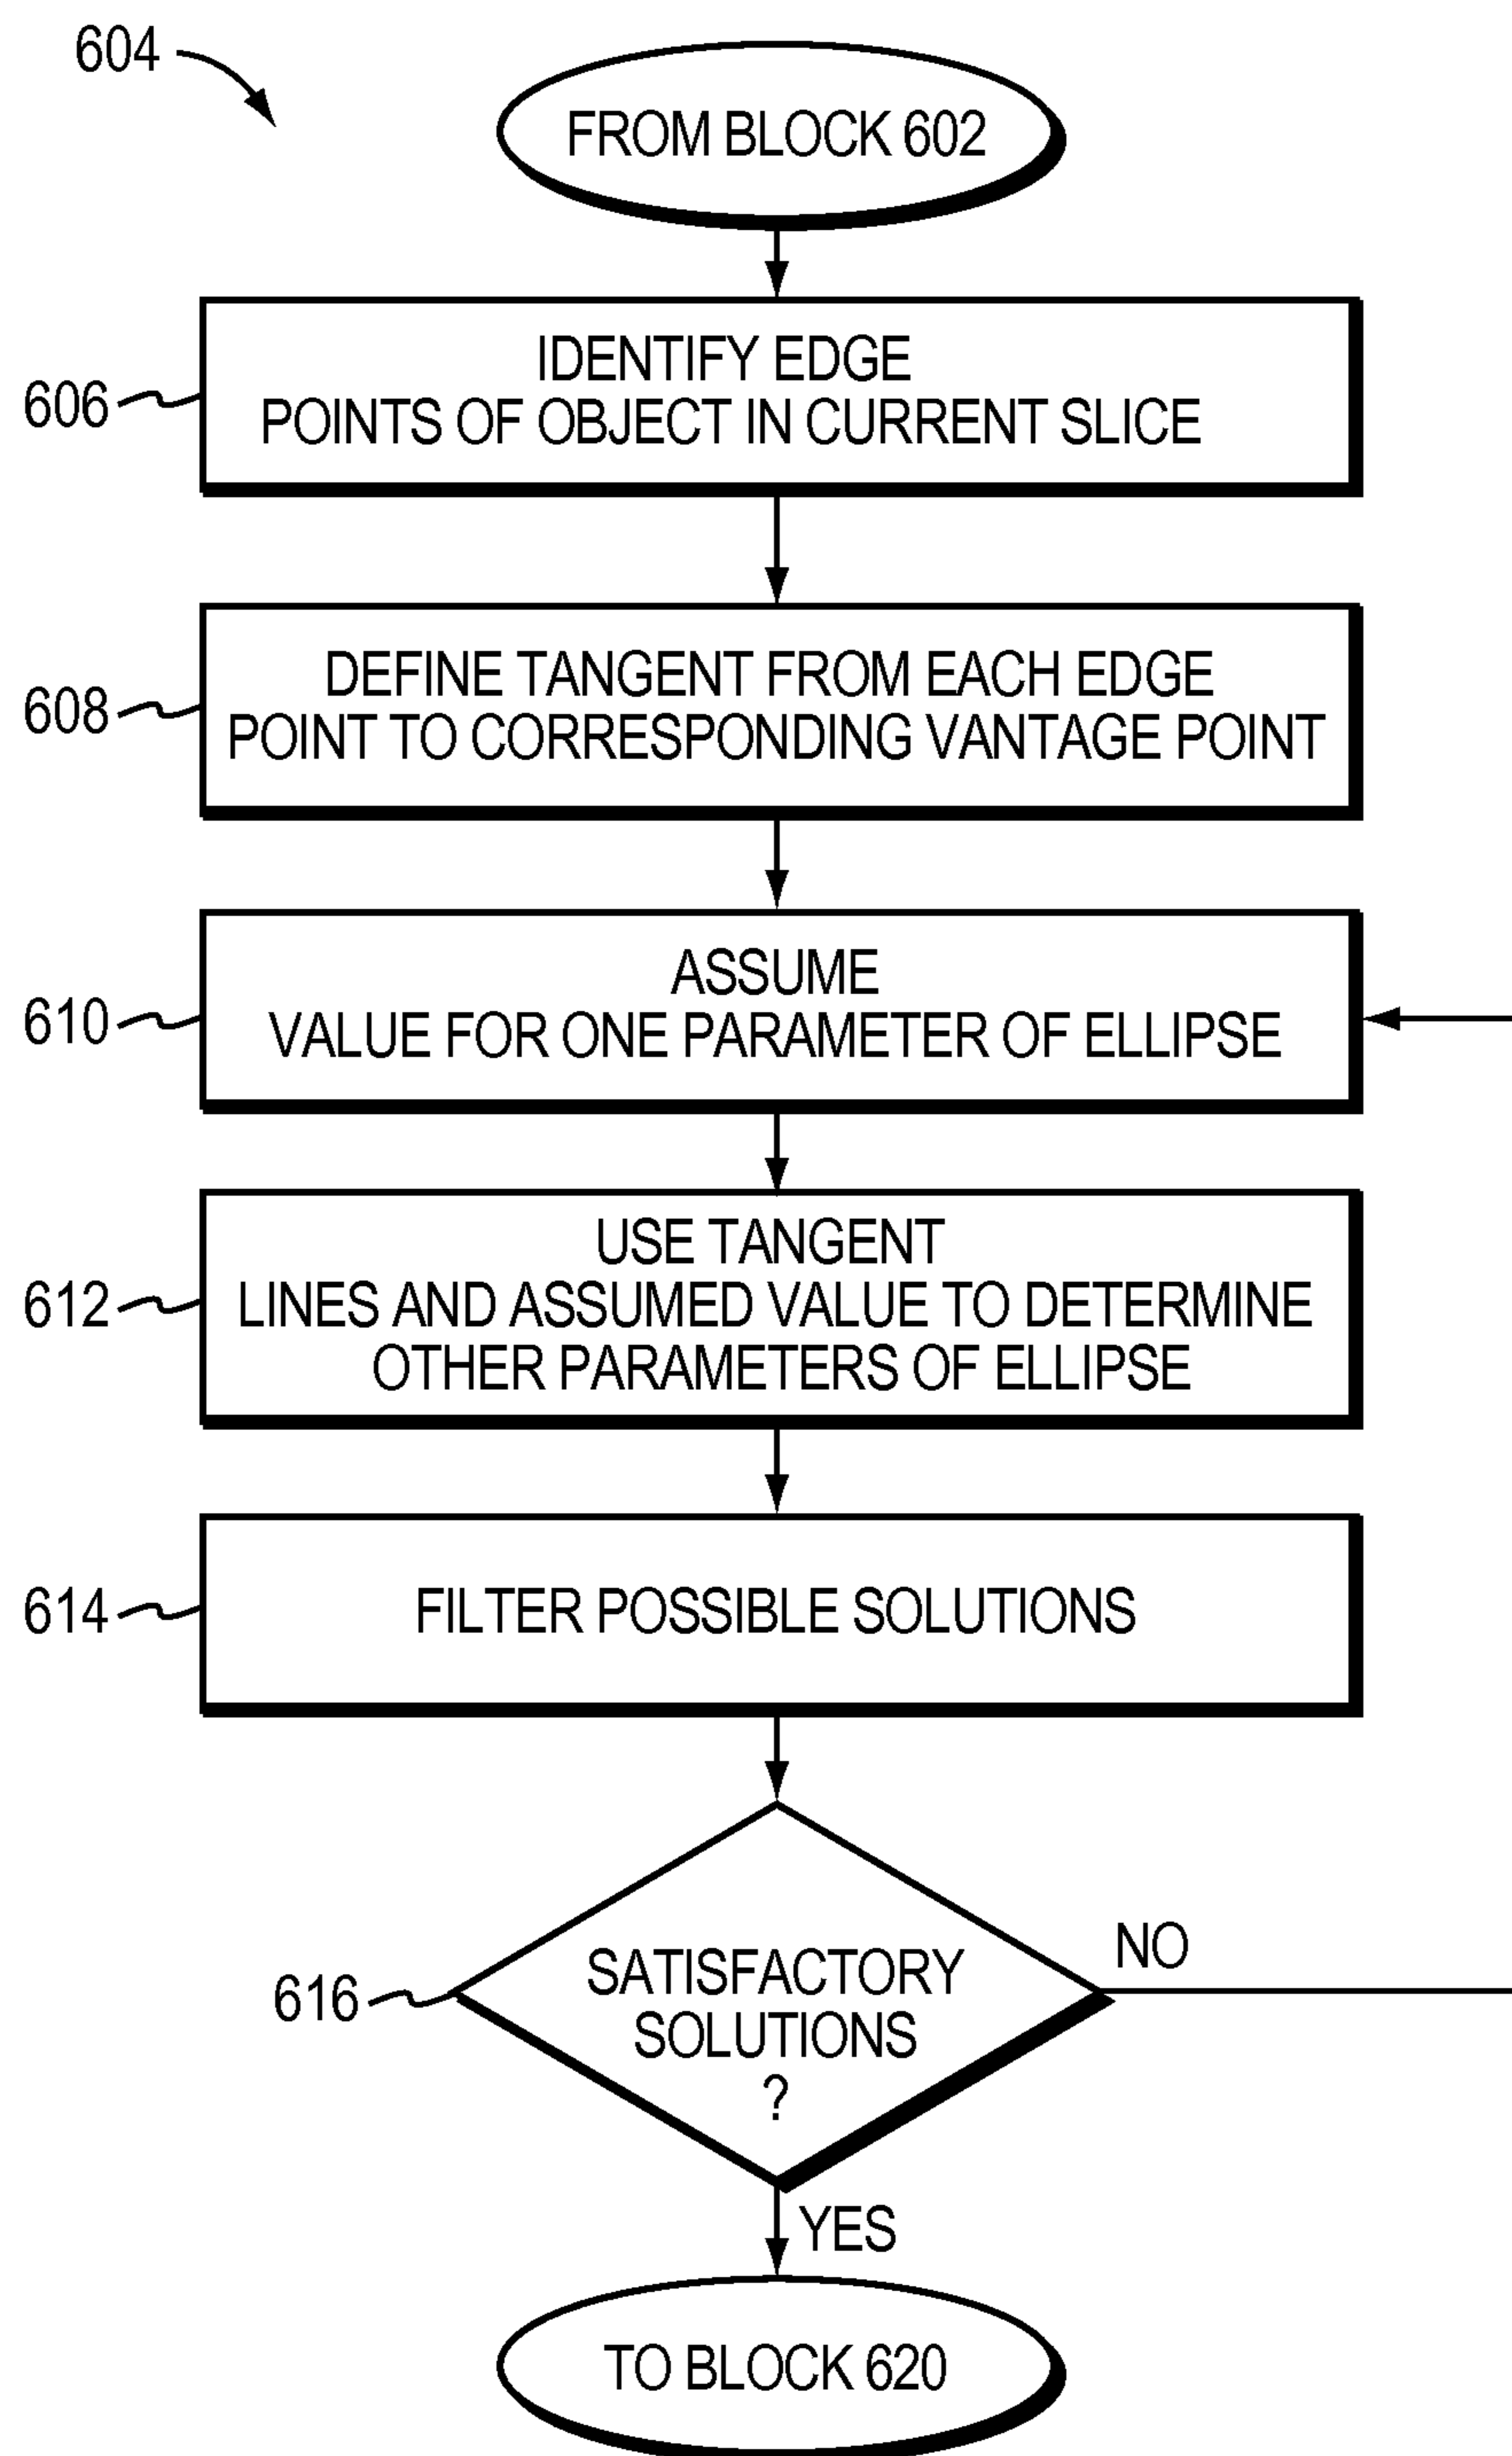 604
FROM BLOCK 602
606
IDENTIFY EDGE
POINTS OF OBJECT IN CURRENT SLICE
608
DEFINE TANGENT FROM EACH EDGE
POINT TO CORRESPONDING VANTAGE POINT
610
ASSUME
VALUE FOR ONE PARAMETER OF ELLIPSE
612
USE TANGENT
LINES AND ASSUMED VALUE TO DETERMINE
OTHER PARAMETERS OF ELLIPSE
614
FILTER POSSIBLE SOLUTIONS
616
SATISFACTORY
SOLUTIONS
?
NO
YES
TO BLOCK 620